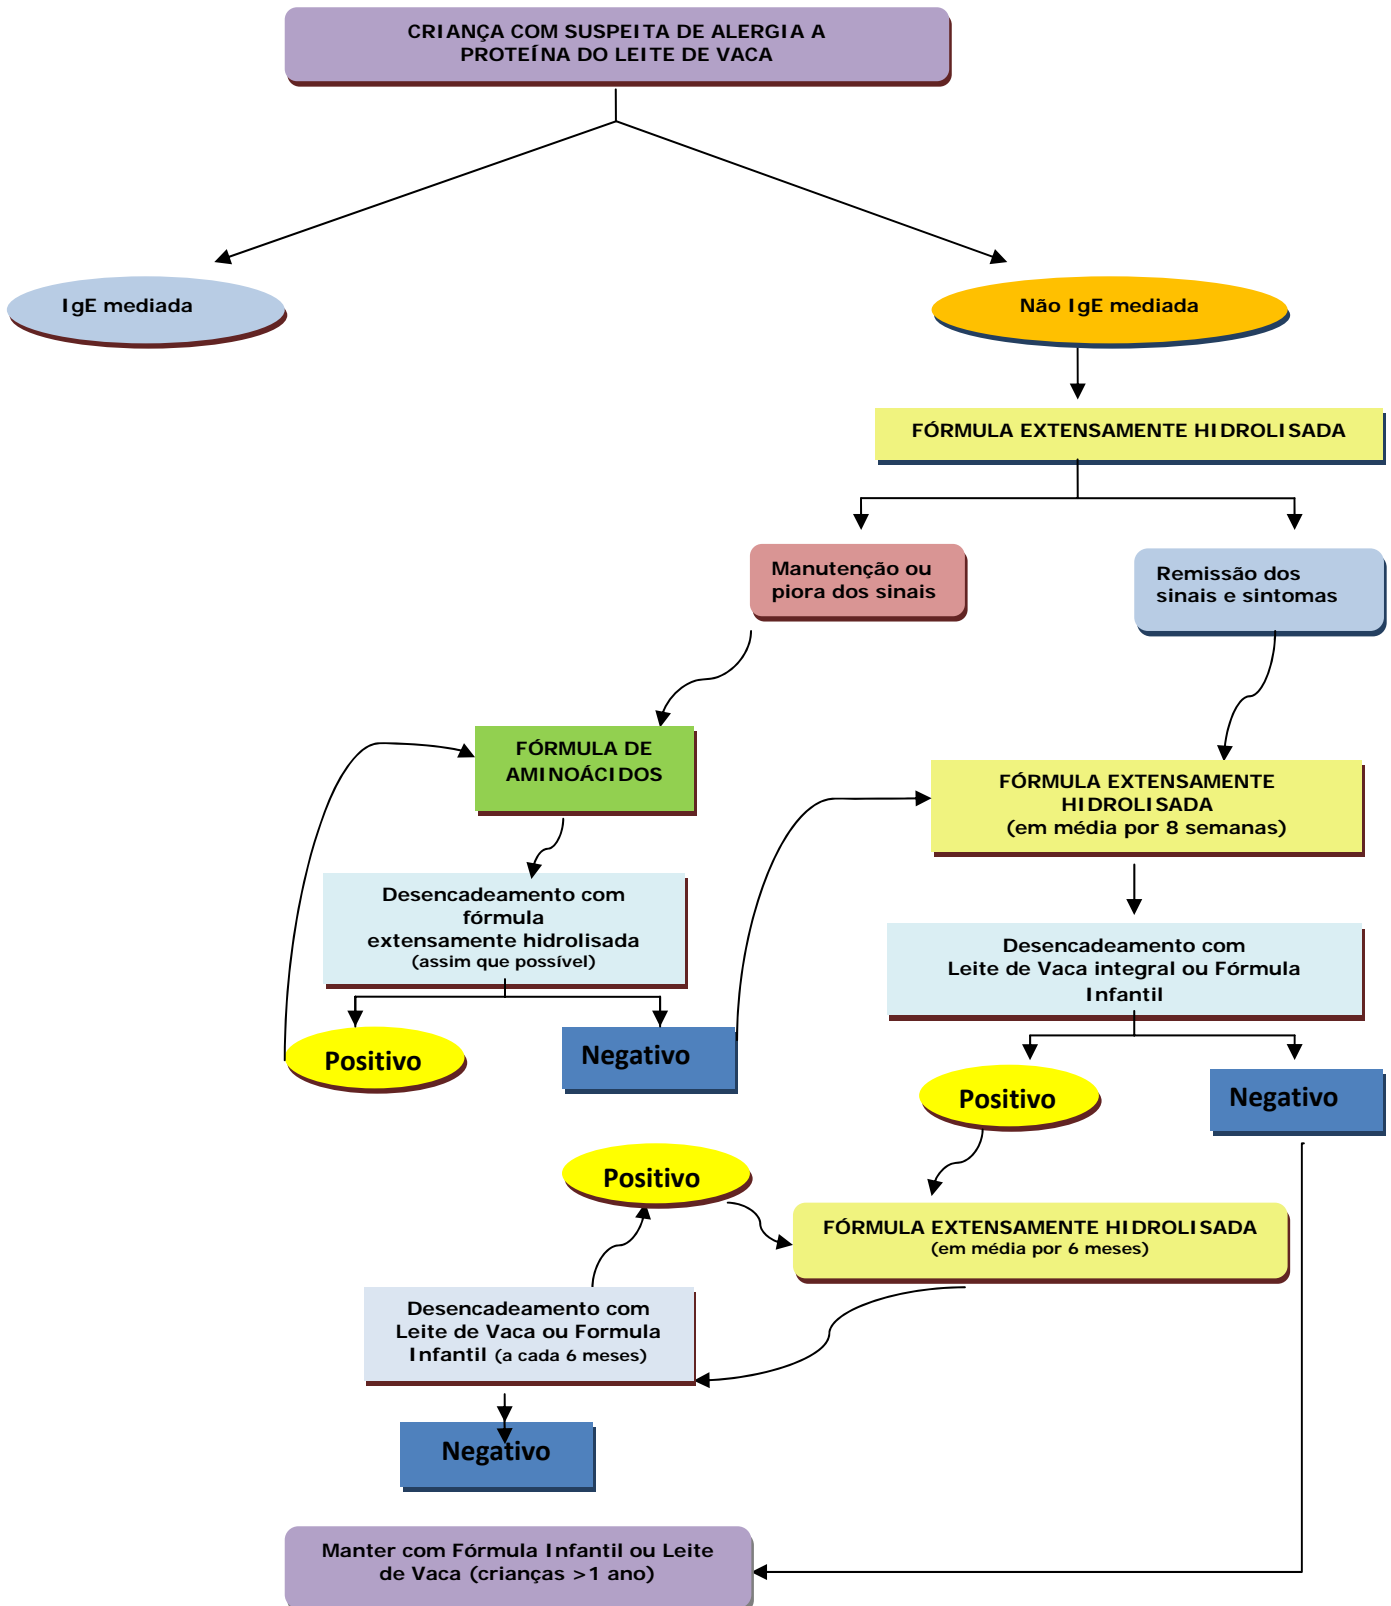 CRIANÇA COM SUSPEITA DE ALERGIA A
PROTEÍNA DO LEITE DE VACA
IgE mediada
Não IgE mediada
FÓRMULA EXTENSAMENTE HIDROLISADA
Manutenção ou
piora dos sinais
Remissão dos
sinais e sintomas
FÓRMULA DE
AMINOÁCIDOS
FÓRMULA EXTENSAMENTE
HIDROLISADA
(em média por 8 semanas)
Desencadeamento com
fórmula
extensamente hidrolisada
(assim que possível)
Desencadeamento com
Leite de Vaca integral ou Fórmula
Infantil
Positivo
Negativo
Positivo
Negativo
Positivo
FÓRMULA EXTENSAMENTE HIDROLISADA
(em média por 6 meses)
Desencadeamento com
Leite de Vaca ou Formula
Infantil (a cada 6 meses)
Negativo
Manter com Fórmula Infantil ou Leite
de Vaca (crianças >1 ano)